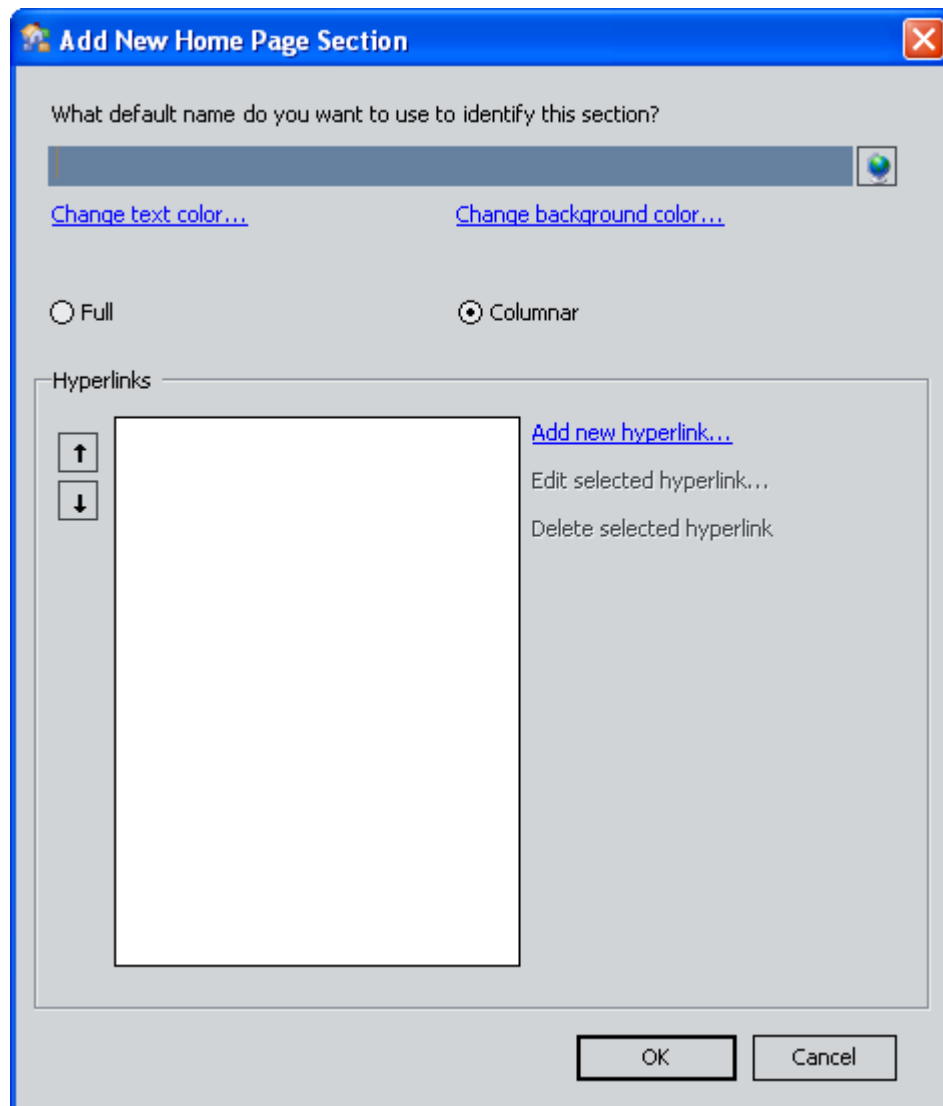 Add New Home Page Section
What default name do you want to use to identify this section?
Change text color... Change background color...
Full Columnar
Hyperlinks
Add new hyperlink...
Edit selected hyperlink...
Delete selected hyperlink
OK Cancel